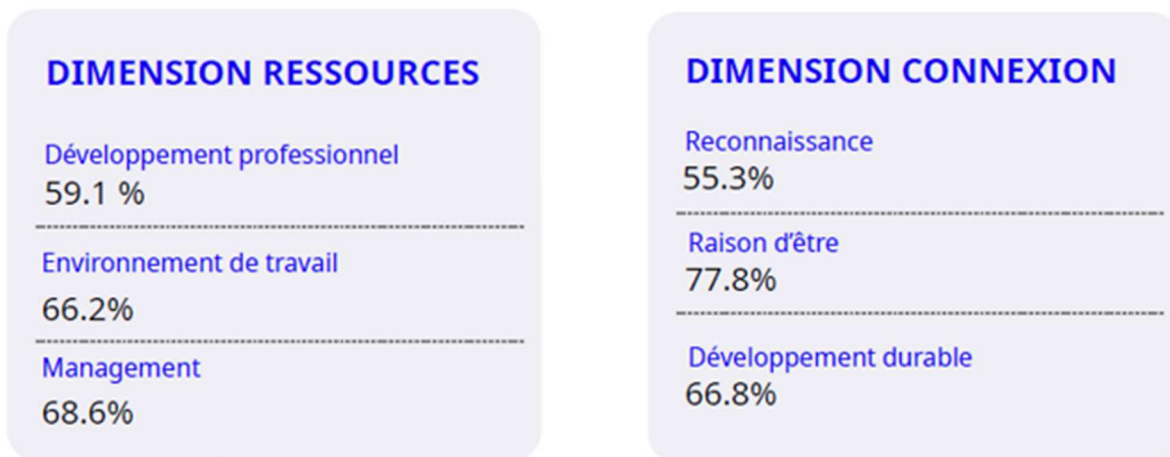 DIMENSION RESSOURCES
Développement professionnel
59.1 %
Environnement de travail
66.2%
Management
68.6%
DIMENSION CONNEXION
Reconnaissance
55.3%
Raison d’être
77.8%
Développement durable
66.8%